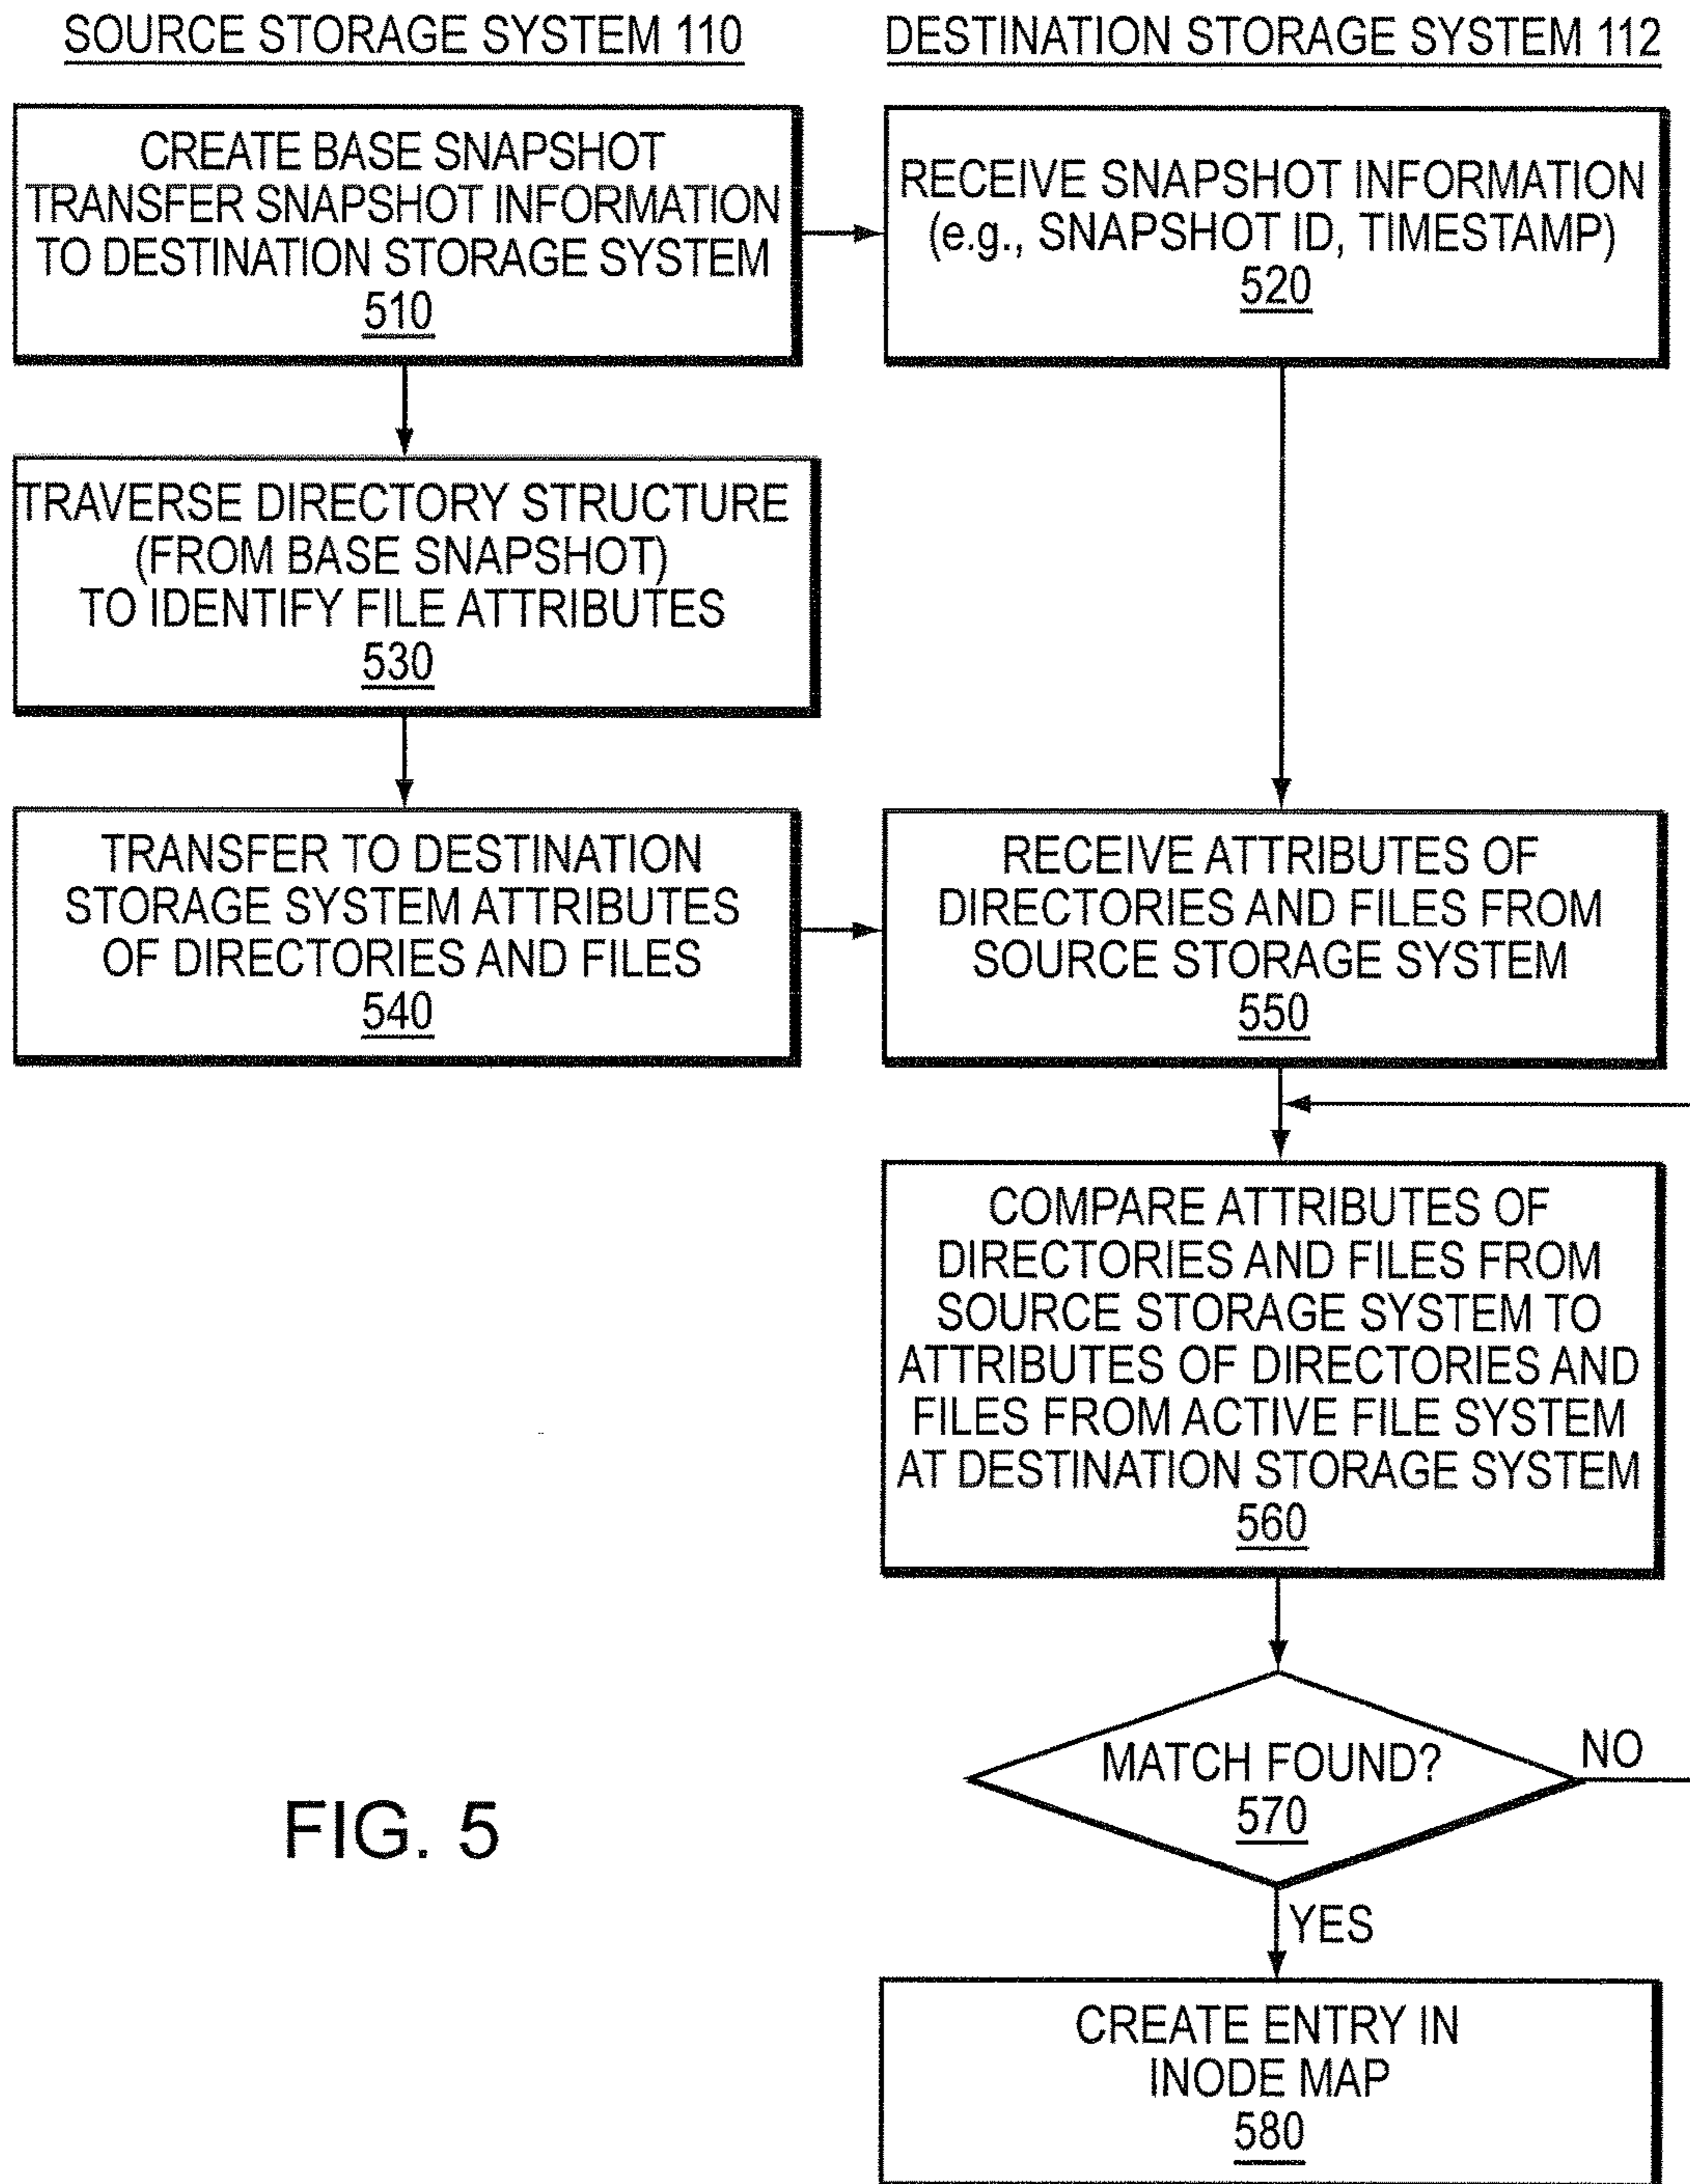 SOURCE STORAGE SYSTEM 110
DESTINATION STORAGE SYSTEM 112
CREATE BASE SNAPSHOT
TRANSFER SNAPSHOT INFORMATION
TO DESTINATION STORAGE SYSTEM
510
RECEIVE SNAPSHOT INFORMATION
(e.g., SNAPSHOT ID, TIMESTAMP)
520
TRAVERSE DIRECTORY STRUCTURE
(FROM BASE SNAPSHOT)
TO IDENTIFY FILE ATTRIBUTES
530
TRANSFER TO DESTINATION
STORAGE SYSTEM ATTRIBUTES
OF DIRECTORIES AND FILES
540
RECEIVE ATTRIBUTES OF
DIRECTORIES AND FILES FROM
SOURCE STORAGE SYSTEM
550
COMPARE ATTRIBUTES OF
DIRECTORIES AND FILES FROM
SOURCE STORAGE SYSTEM TO
ATTRIBUTES OF DIRECTORIES AND
FILES FROM ACTIVE FILE SYSTEM
AT DESTINATION STORAGE SYSTEM
560
MATCH FOUND?
570
NO
YES
CREATE ENTRY IN
INODE MAP
580
FIG. 5